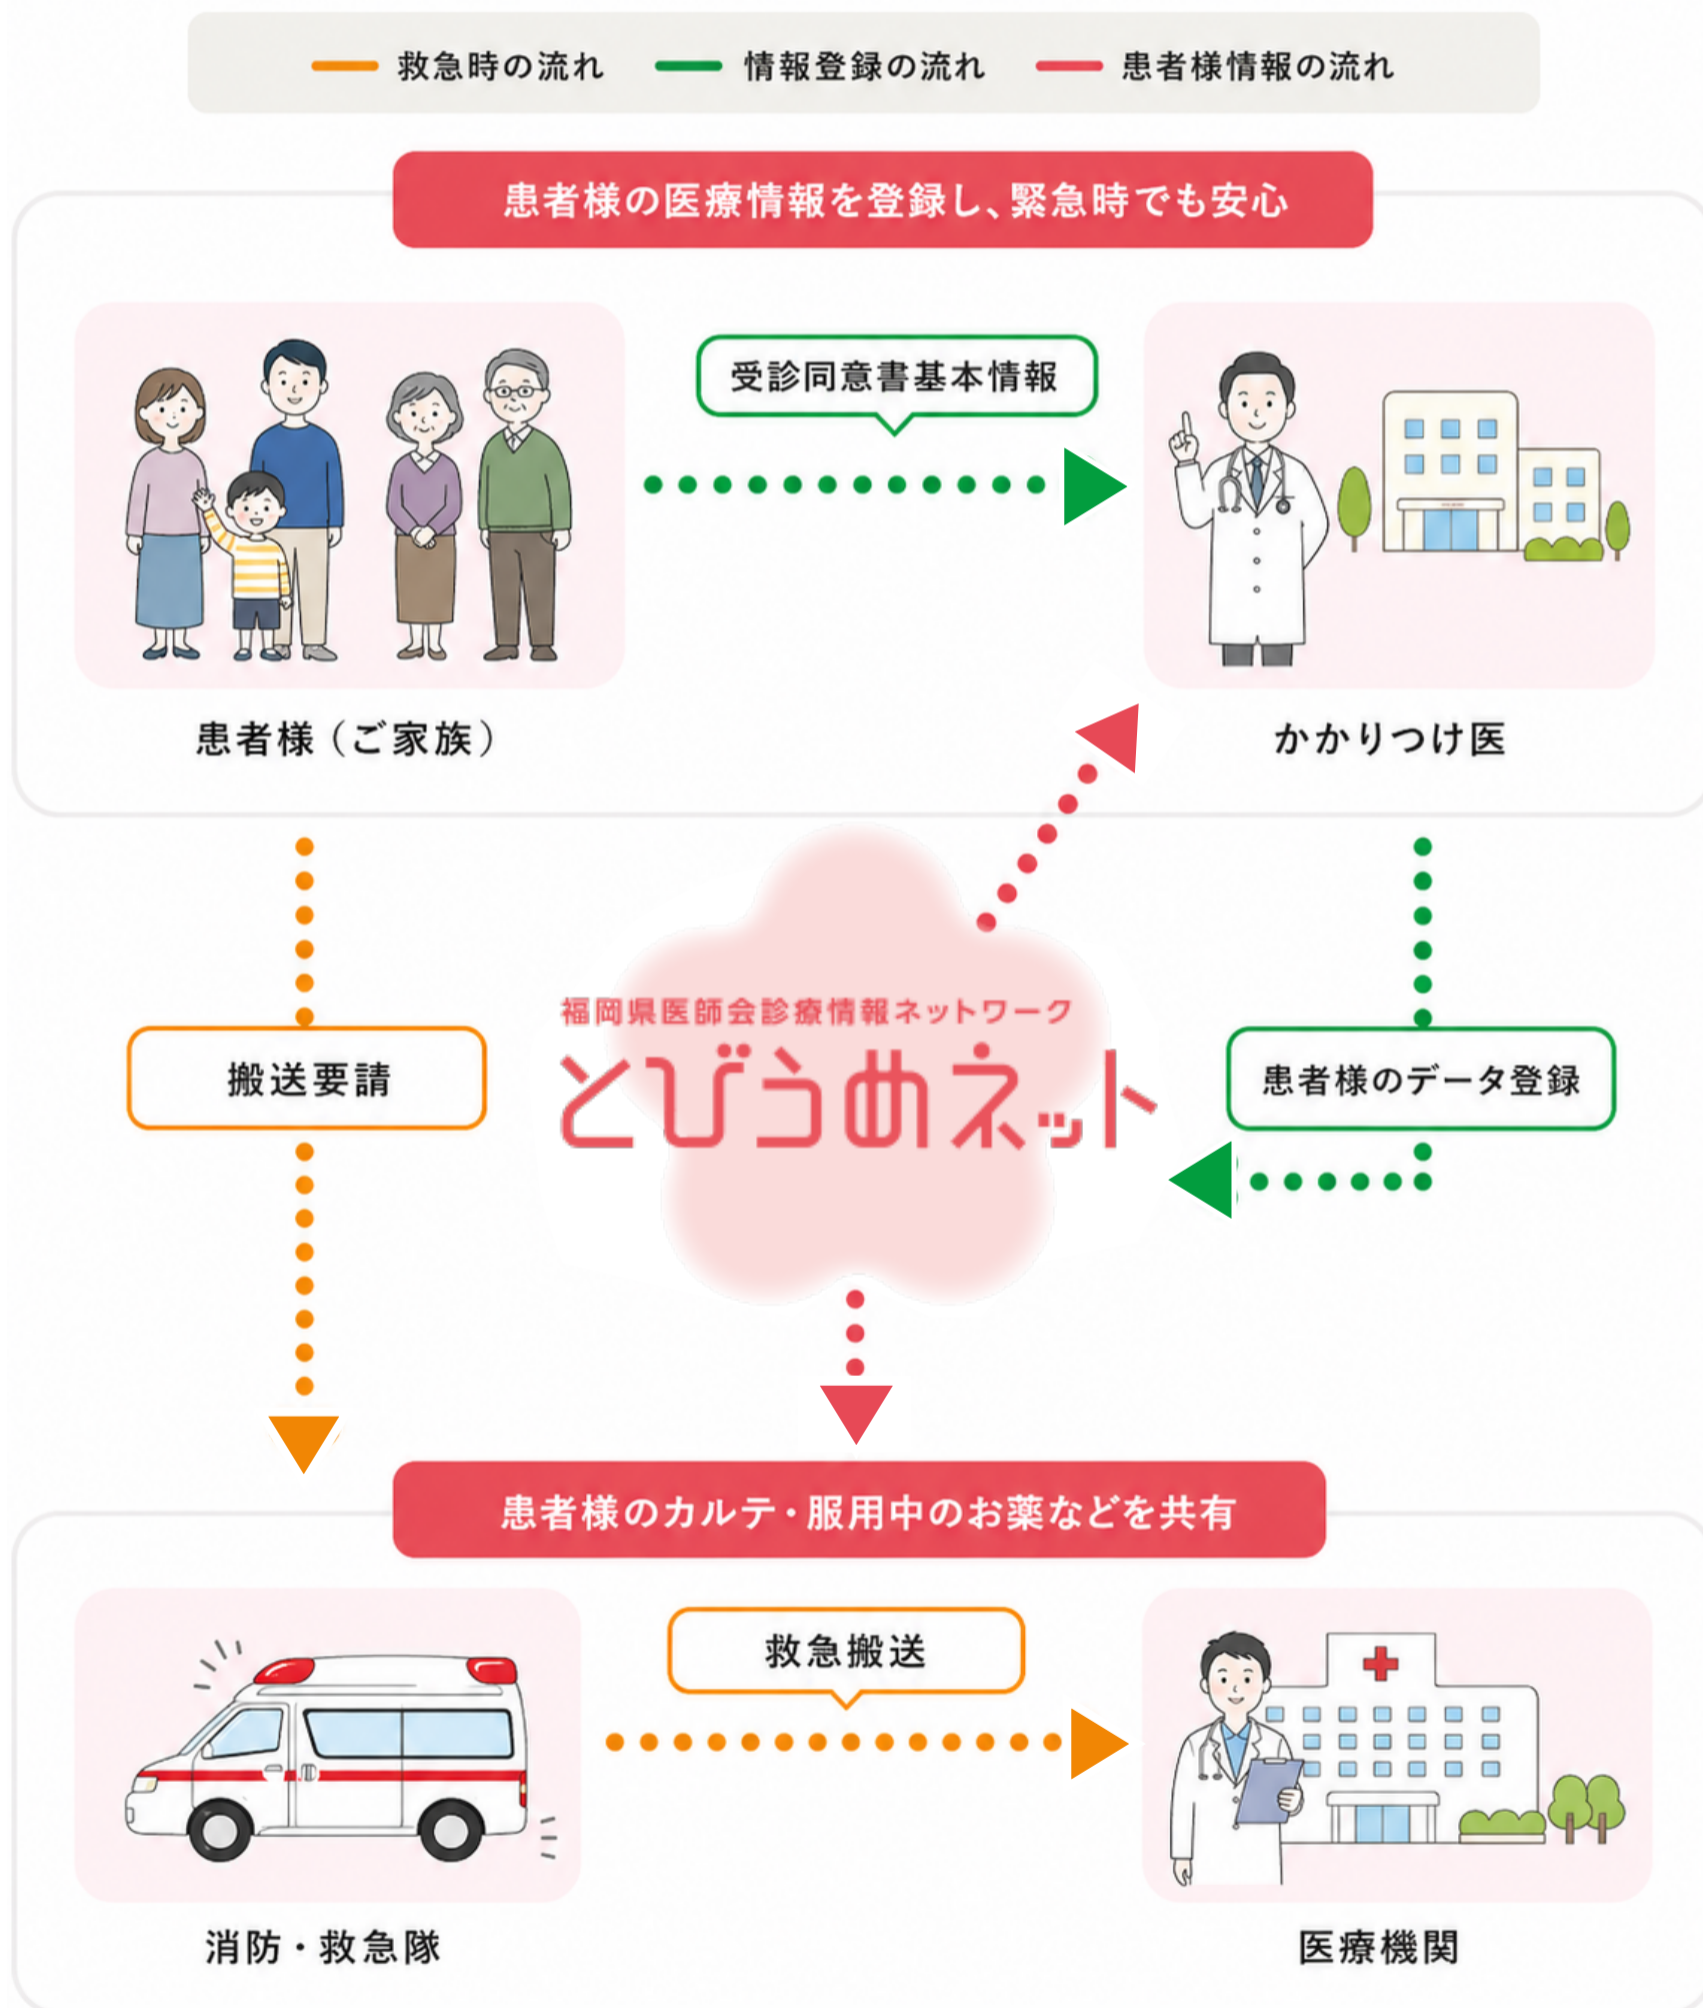 救急時の流れ
情報登録の流れ
患者様情報の流れ
患者様の医療情報を登録し、緊急時でも安心
受診同意書基本情報
患者様（ご家族）
かかりつけ医
福岡県医師会診療情報ネットワーク
とびうめネット
搬送要請
患者様のデータ登録
患者様のカルテ・服用中のお薬などを共有
救急搬送
消防・救急隊
医療機関